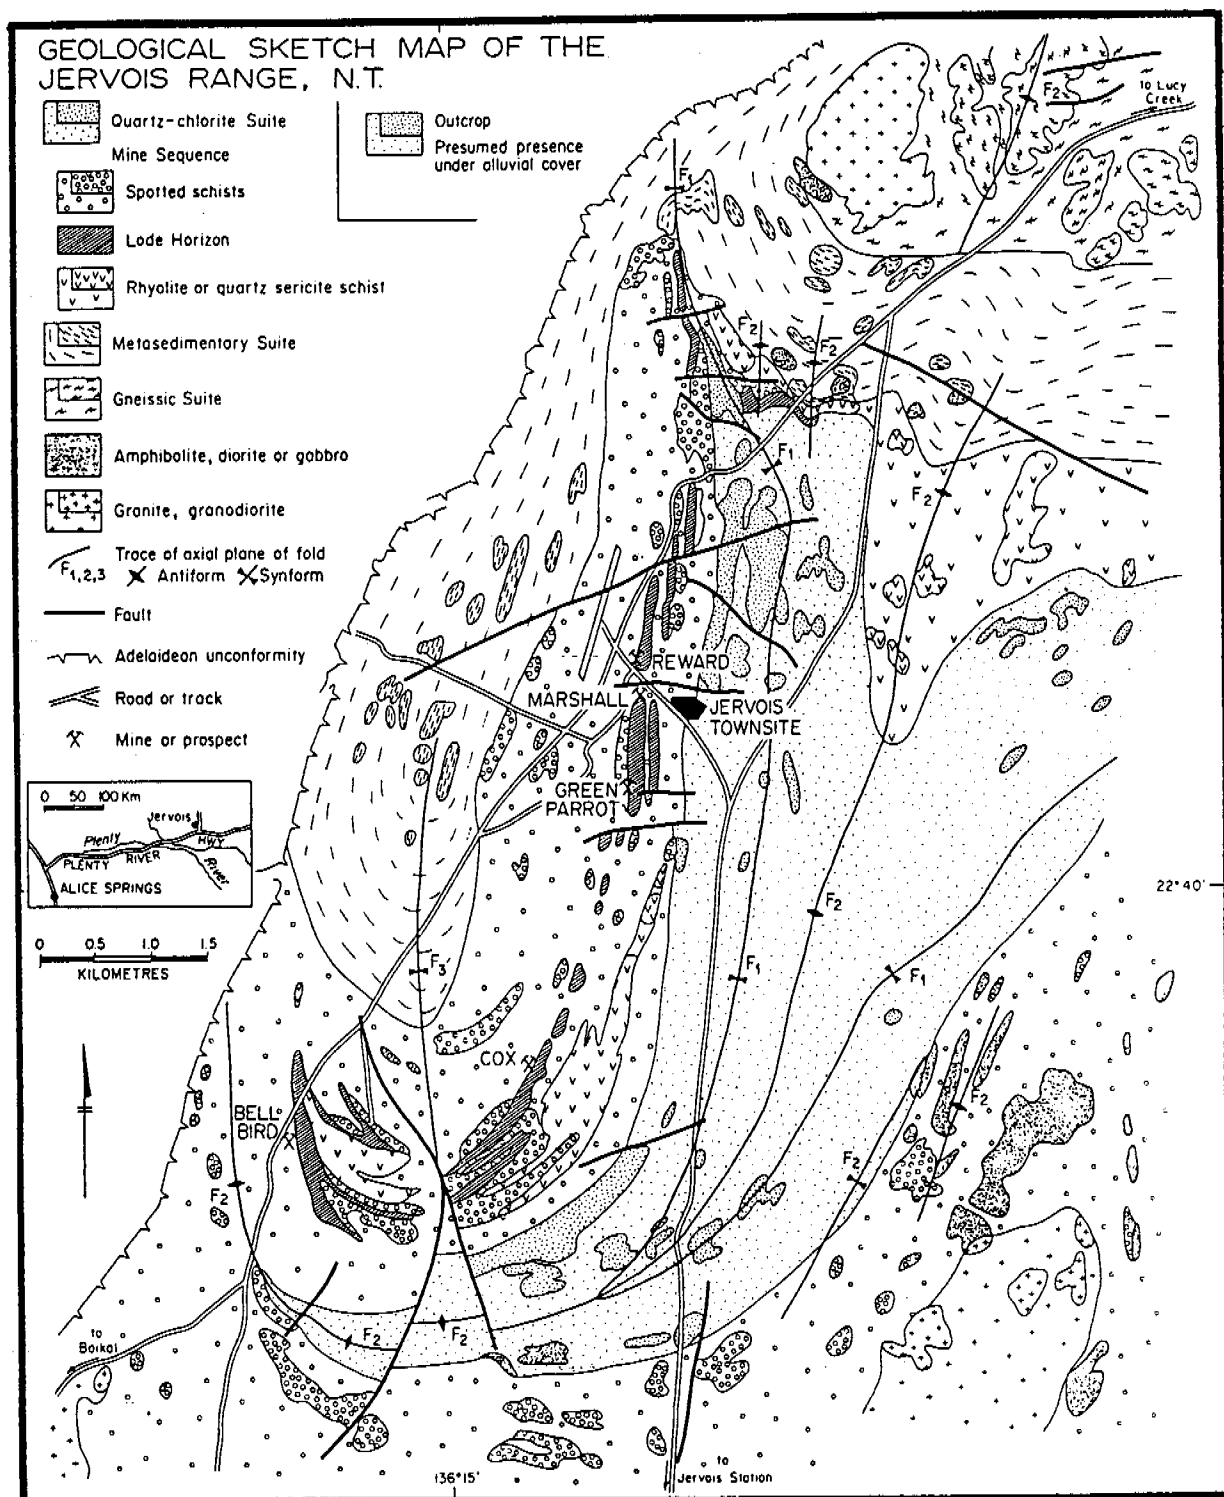 GEOLOGICAL SKETCH MAP OF THE
JERVOIS RANGE, N.T.
Quartz-chlorite Suite
Mine Sequence
Spotted schists
Lode Horizon
Rhyolite or quartz sericite schist
Metasedimentary Suite
Gneissic Suite
Amphibolite, diorite or gabbro
Granite, granodiorite
Trace of axial plane of fold
F1,2,3 Antiform Synform
Fault
Adelaidean unconformity
Road or track
Mine or prospect
Outcrop
Presumed presence
under alluvial cover
0 50 100 Km
Jervois
Plenty
HWY
PLENTY RIVER
River
ALICE SPRINGS
0 0.5 1.0 1.5
KILOMETRES
F2
to Lucy
Creek
F1
F2
F2
F1
F2
REWARD
MARSHALL
JERVOIS
TOWNSITE
GREEN
PARROT
22°40'
F2
F3
F1
F1
COX
BELL
BIRD
F2
F2
F2
F2
F2
to
Baikal
136°15'
to
Jervois Station